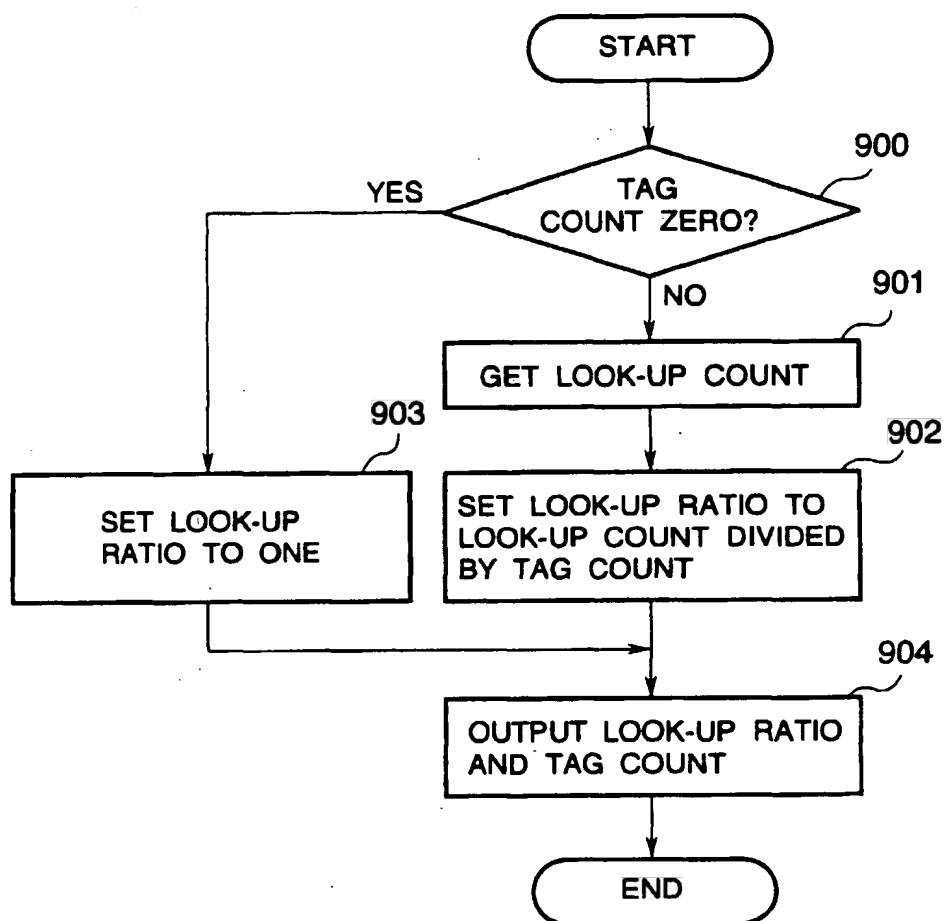 START
900
TAG
COUNT ZERO?
YES
NO
901
GET LOOK-UP COUNT
903
SET LOOK-UP
RATIO TO ONE
902
SET LOOK-UP RATIO TO
LOOK-UP COUNT DIVIDED
BY TAG COUNT
904
OUTPUT LOOK-UP RATIO
AND TAG COUNT
END